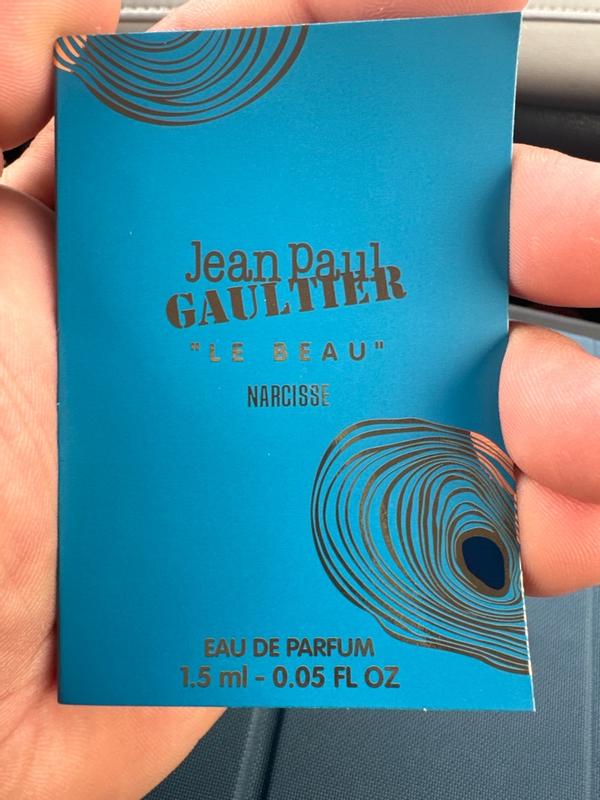 Jean Paul
GAULTIER
"LE BEAU"
NARCISSE
EAU DE PARFUM
1.5 ml - 0.05 FL OZ